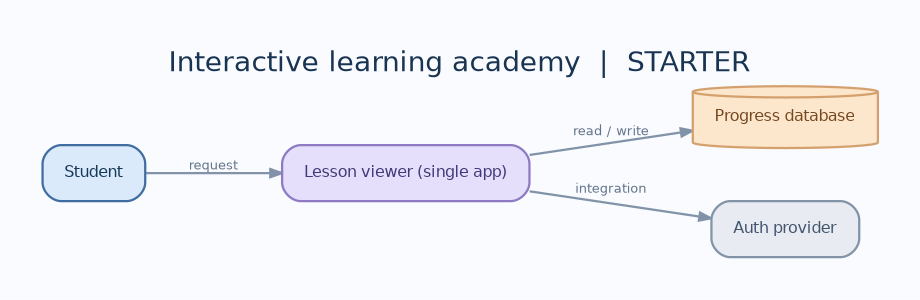 Interactive learning academy | STARTER
Progress database
read / write
request
Student
Lesson viewer (single app)
integration
Auth provider